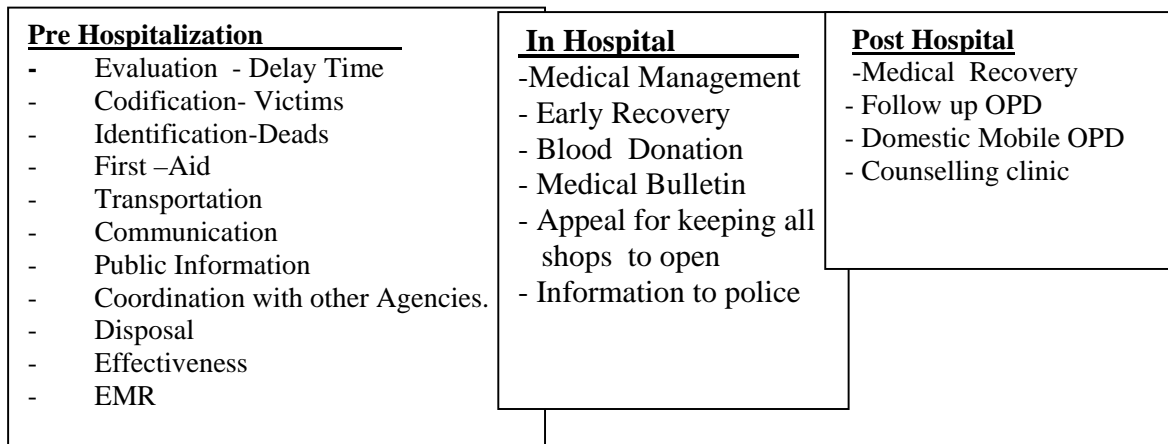 Pre Hospitalization
- Evaluation - Delay Time
- Codification- Victims
- Identification-Deads
- First –Aid
- Transportation
- Communication
- Public Information
- Coordination with other Agencies.
- Disposal
- Effectiveness
- EMR
In Hospital
-Medical Management
- Early Recovery
- Blood Donation
- Medical Bulletin
- Appeal for keeping all
shops to open
- Information to police
Post Hospital
-Medical Recovery
- Follow up OPD
- Domestic Mobile OPD
- Counselling clinic